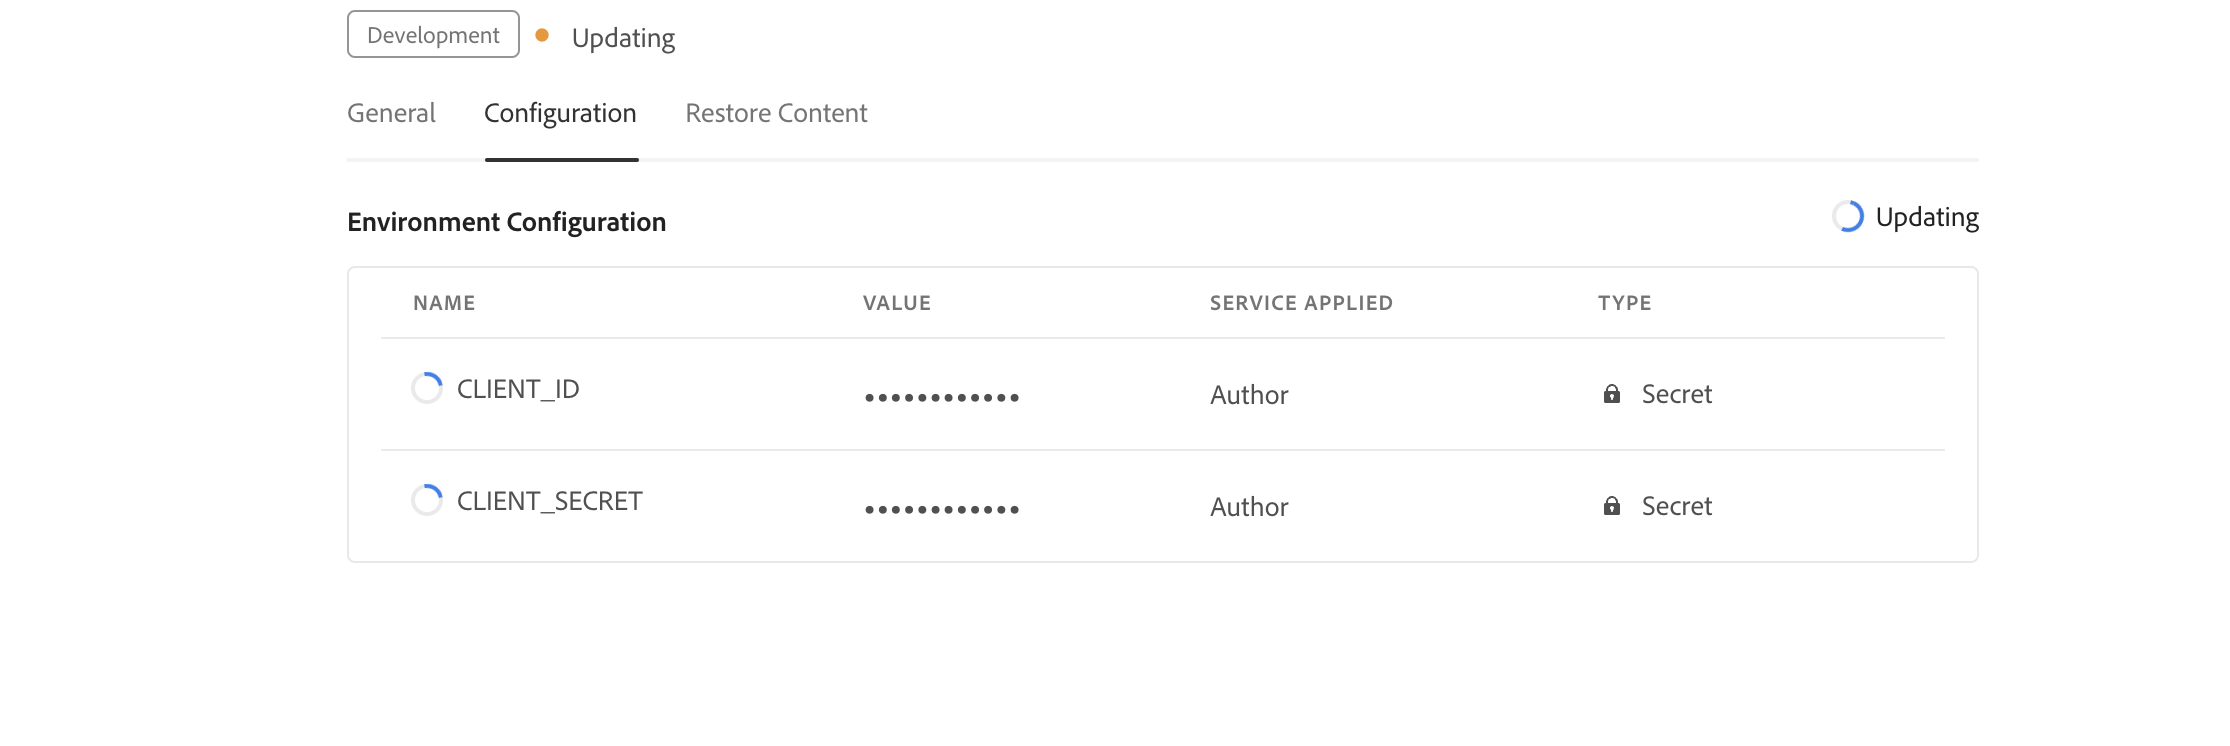 Development Updating
General Configuration Restore Content
Environment Configuration Updating
NAME VALUE SERVICE APPLIED TYPE
CLIENT_ID •••••••••••• Author Secret
CLIENT_SECRET •••••••••••• Author Secret